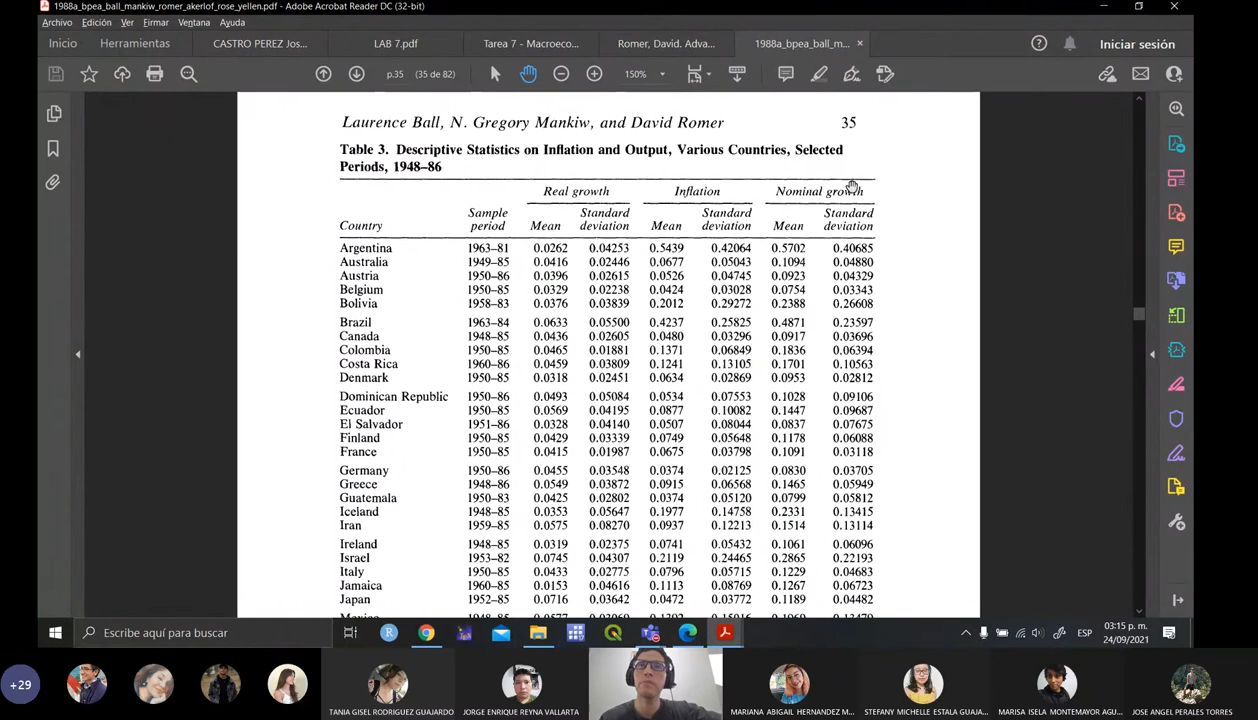 1988a_bpea_ball_mankiw_romer_akerlof_rose_yellen.pdf - Adobe Acrobat Reader DC (32-bit)
Archivo Edición Ver Firmar Ventana Ayuda
Inicio Herramientas CASTRO PEREZ Jos... LAB 7.pdf Tarea 7 - Macroeco... Romer, David. Adva... 1988a_bpea_ball_m... × Iniciar sesión
p.35 (35 de 82) 150%
Laurence Ball, N. Gregory Mankiw, and David Romer 35
Table 3. Descriptive Statistics on Inflation and Output, Various Countries, Selected
Periods, 1948–86
Real growth Inflation Nominal growth
Sample Standard Standard Standard
Country period Mean deviation Mean deviation Mean deviation
Argentina 1963–81 0.0262 0.04253 0.5439 0.42064 0.5702 0.40685
Australia 1949–85 0.0416 0.02446 0.0677 0.05043 0.1094 0.04880
Austria 1950–86 0.0396 0.02615 0.0526 0.04745 0.0923 0.04329
Belgium 1950–85 0.0329 0.02238 0.0424 0.03028 0.0754 0.03343
Bolivia 1958–83 0.0376 0.03839 0.2012 0.29272 0.2388 0.26608
Brazil 1963–84 0.0633 0.05500 0.4237 0.25825 0.4871 0.23597
Canada 1948–85 0.0436 0.02605 0.0480 0.03296 0.0917 0.03696
Colombia 1950–85 0.0465 0.01881 0.1371 0.06849 0.1836 0.06394
Costa Rica 1960–86 0.0459 0.03809 0.1241 0.13105 0.1701 0.10563
Denmark 1950–85 0.0318 0.02451 0.0634 0.02869 0.0953 0.02812
Dominican Republic 1950–86 0.0493 0.05084 0.0534 0.07553 0.1028 0.09106
Ecuador 1950–85 0.0569 0.04195 0.0877 0.10082 0.1447 0.09687
El Salvador 1951–86 0.0328 0.04140 0.0507 0.08044 0.0837 0.07675
Finland 1950–85 0.0429 0.03339 0.0749 0.05648 0.1178 0.06088
France 1950–85 0.0415 0.01987 0.0675 0.03798 0.1091 0.03118
Germany 1950–86 0.0455 0.03548 0.0374 0.02125 0.0830 0.03705
Greece 1948–86 0.0549 0.03872 0.0915 0.06568 0.1465 0.05949
Guatemala 1950–83 0.0425 0.02802 0.0374 0.05120 0.0799 0.05812
Iceland 1948–85 0.0353 0.05647 0.1977 0.14758 0.2331 0.13415
Iran 1959–85 0.0575 0.08270 0.0937 0.12213 0.1514 0.13114
Ireland 1948–85 0.0319 0.02375 0.0741 0.05432 0.1061 0.06096
Israel 1953–82 0.0745 0.04307 0.2119 0.24465 0.2865 0.22193
Italy 1950–85 0.0433 0.02775 0.0796 0.05715 0.1229 0.04683
Jamaica 1960–85 0.0153 0.04616 0.1113 0.08769 0.1267 0.06723
Japan 1952–85 0.0716 0.03642 0.0472 0.03772 0.1189 0.04482
Escribe aquí para buscar ESP 03:15 p. m.
24/09/2021
+29 TANIA GISEL RODRIGUEZ GUAJARDO JORGE ENRIQUE REYNA VALLARTA MARIANA ABIGAIL HERNANDEZ M... STEFANY MICHELLE ESTALA GUAJA... MARISA ISELA MONTEMAYOR AGU... JOSE ANGEL PERALES TORRES